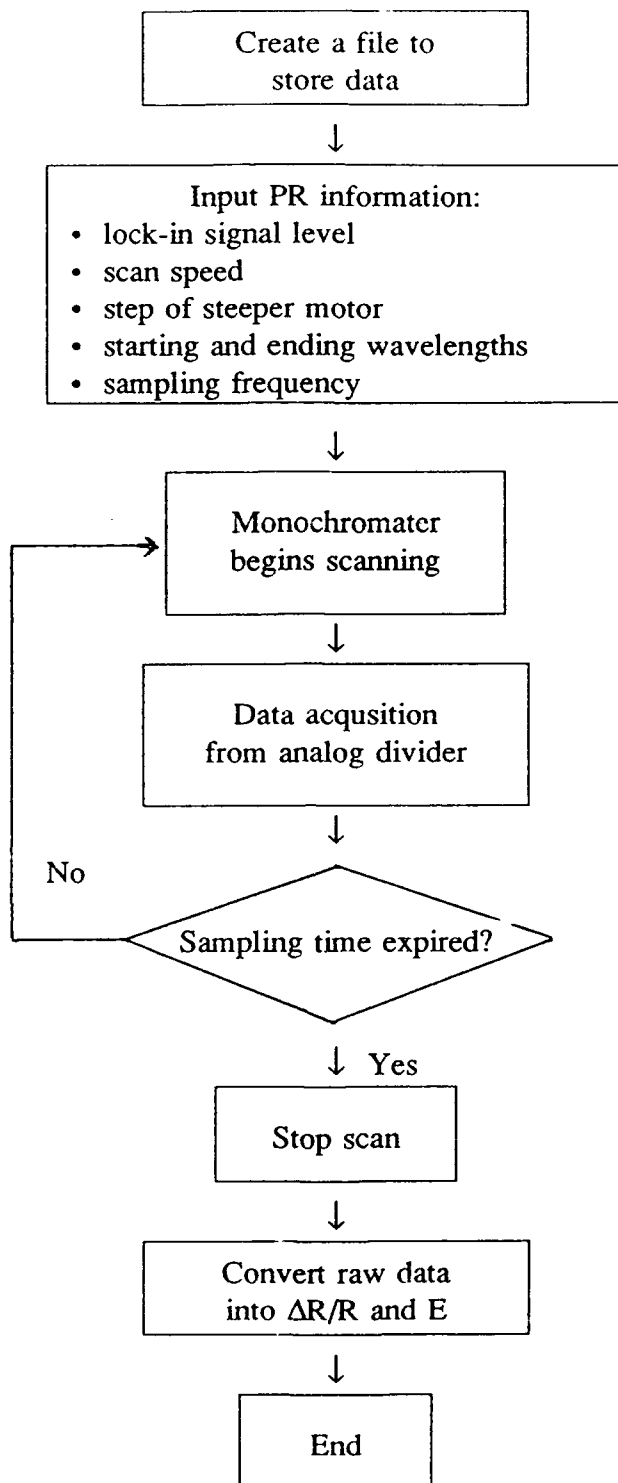 Create a file to
store data
↓
Input PR information:
• lock-in signal level
• scan speed
• step of steeper motor
• starting and ending wavelengths
• sampling frequency
↓
Monochromater
begins scanning
↓
Data acqusition
from analog divider
↓
No
Sampling time expired?
↓ Yes
Stop scan
↓
Convert raw data
into ΔR/R and E
↓
End